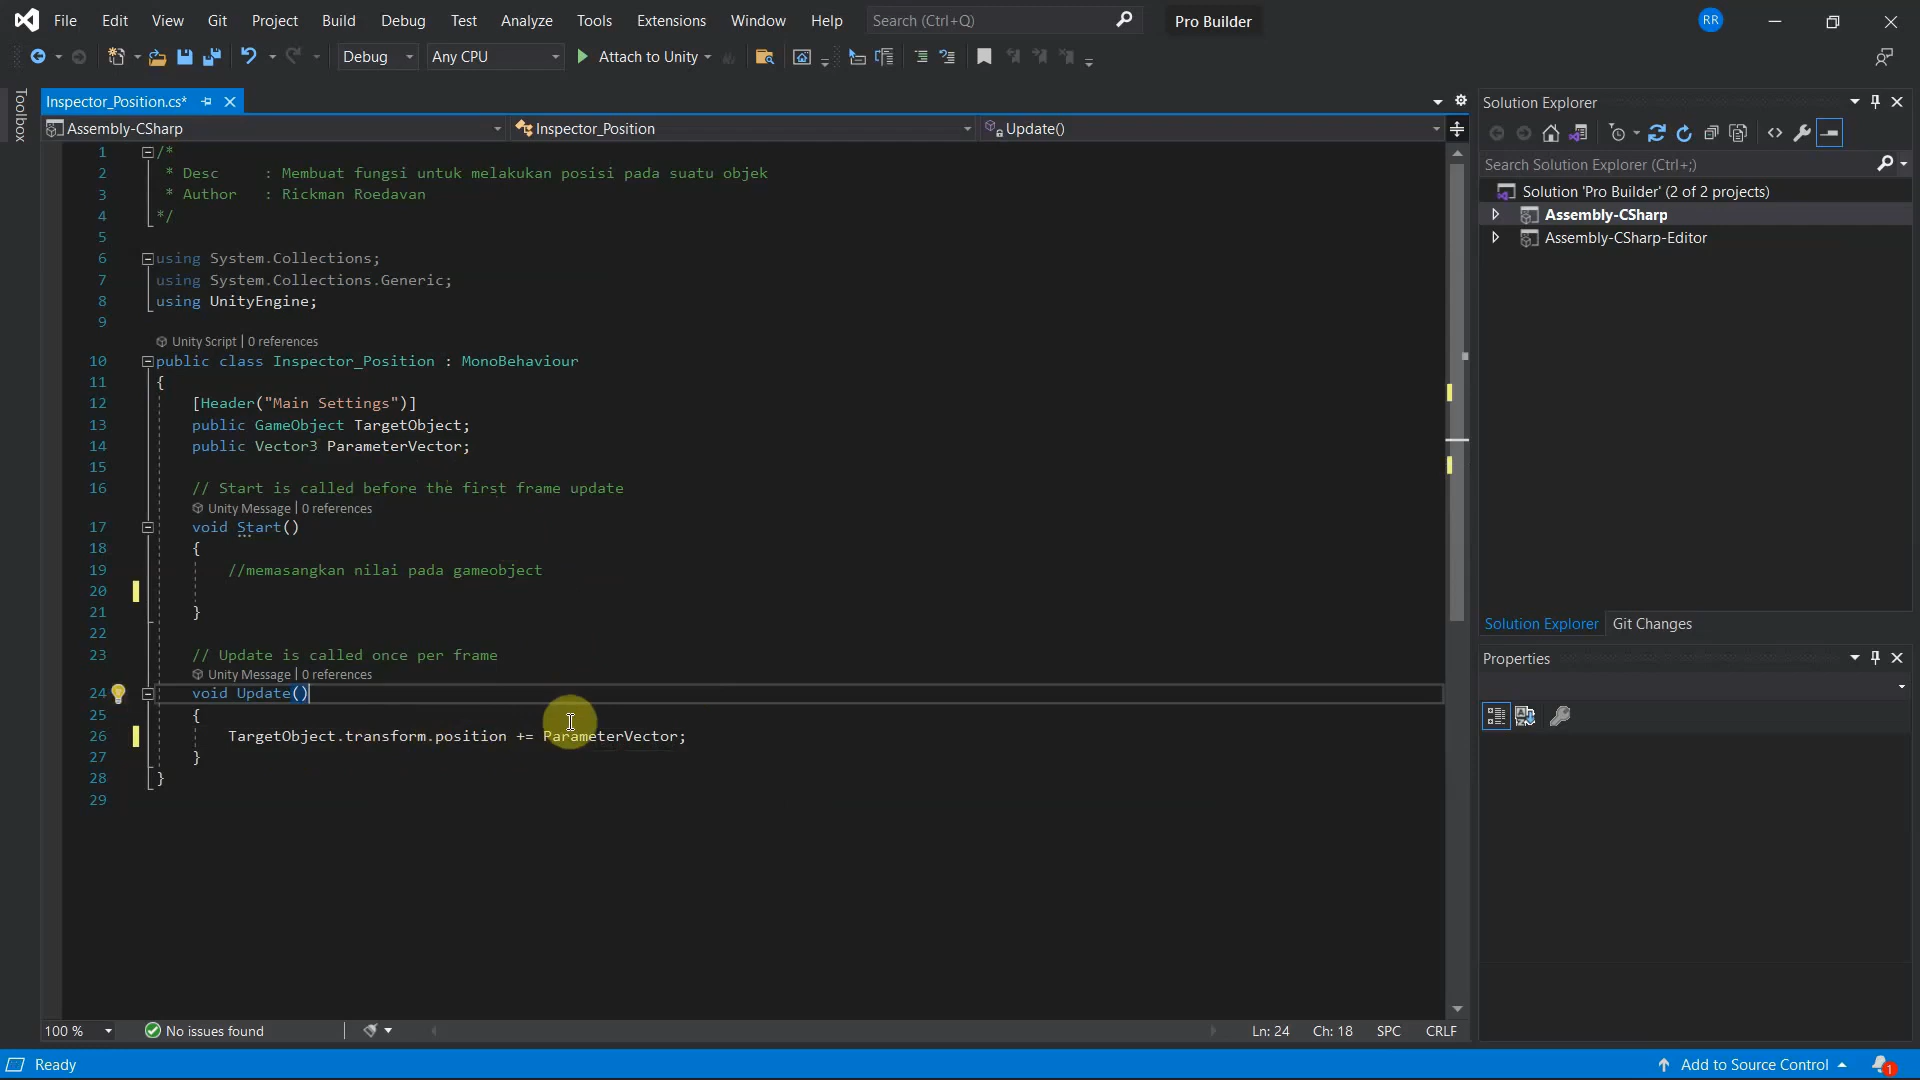 File Edit View Git Project Build Debug Test Analyze Tools Extensions Window Help Search (Ctrl+Q) Pro Builder RR
Debug Any CPU Attach to Unity
Toolbox
Inspector_Position.cs*
Assembly-CSharp Inspector_Position Update()
1 /*
2 * Desc : Membuat fungsi untuk melakukan posisi pada suatu objek
3 * Author : Rickman Roedavan
4 */
5
6 using System.Collections;
7 using System.Collections.Generic;
8 using UnityEngine;
9
Unity Script | 0 references
10 public class Inspector_Position : MonoBehaviour
11 {
12 [Header("Main Settings")]
13 public GameObject TargetObject;
14 public Vector3 ParameterVector;
15
16 // Start is called before the first frame update
Unity Message | 0 references
17 void Start()
18 {
19 //memasangkan nilai pada gameobject
20
21 }
22
23 // Update is called once per frame
Unity Message | 0 references
24 void Update()
25 {
26 TargetObject.transform.position += ParameterVector;
27 }
28 }
29
100 % No issues found Ln: 24 Ch: 18 SPC CRLF
Solution Explorer
Search Solution Explorer (Ctrl+;)
Solution 'Pro Builder' (2 of 2 projects)
Assembly-CSharp
Assembly-CSharp-Editor
Solution Explorer Git Changes
Properties
Ready Add to Source Control 1